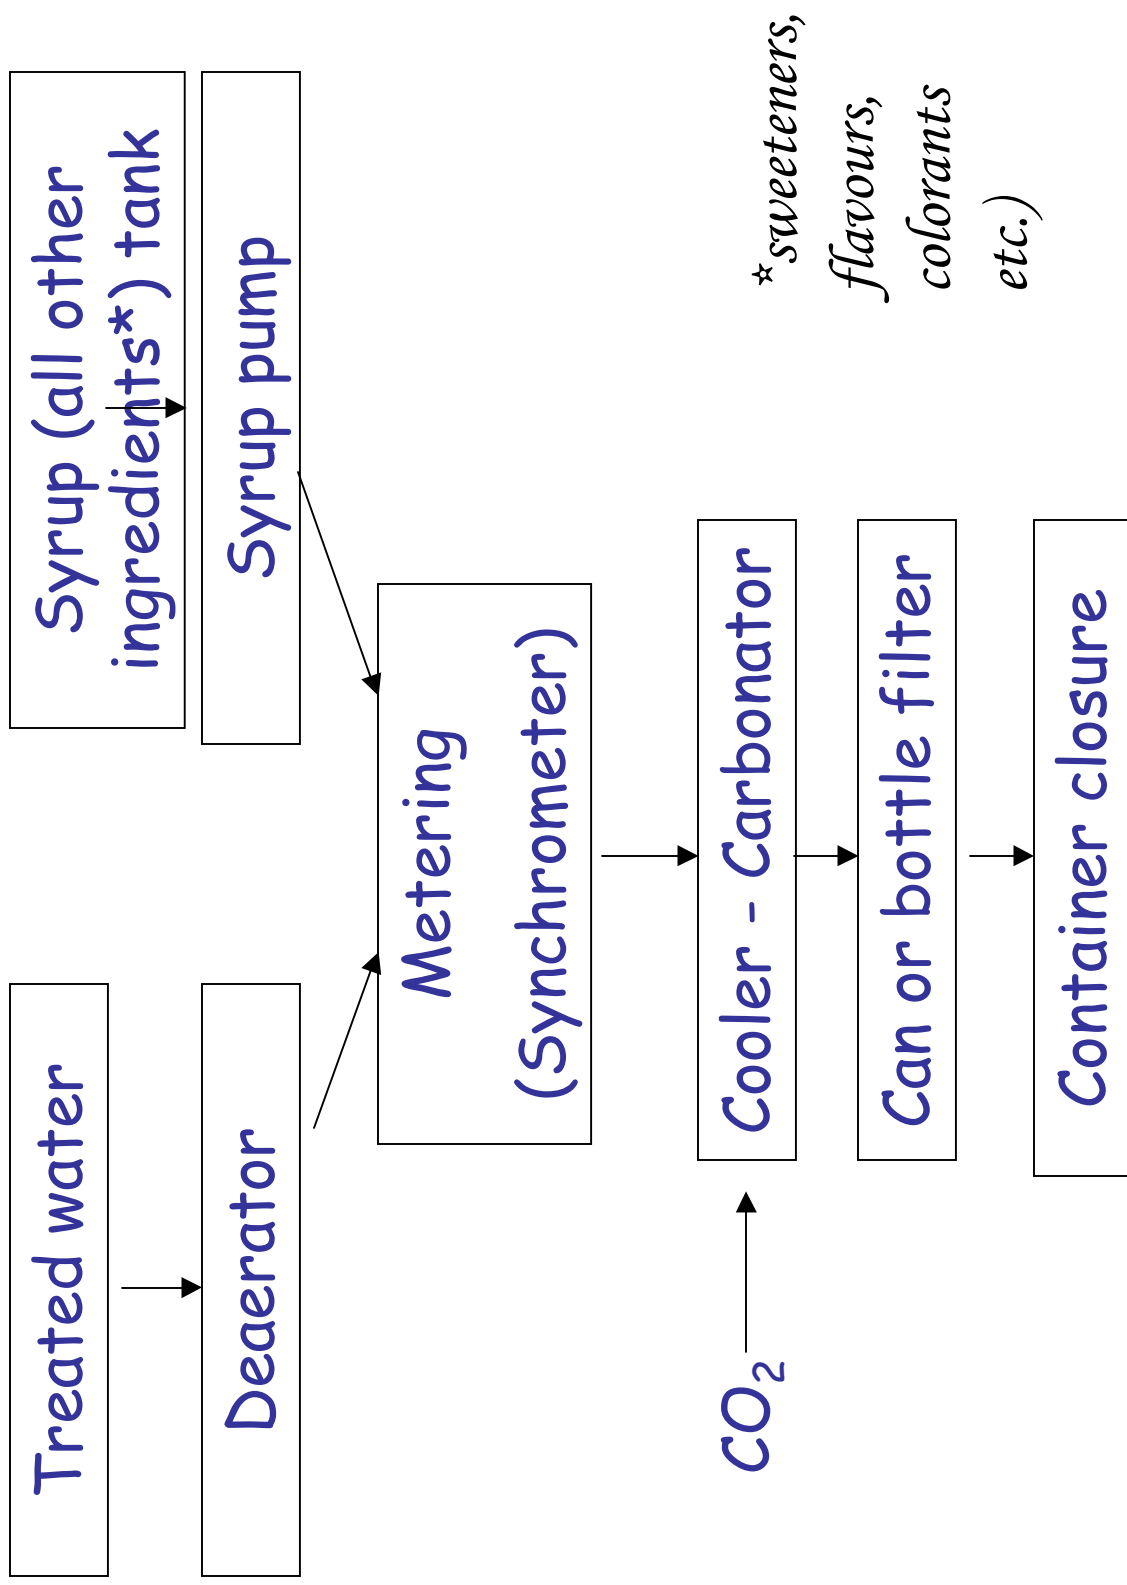 Treated water
Syrup (all other
ingredients*) tank
Deaerator
Syrup pump
Metering
(Synchrometer)
CO₂
Cooler - Carbonator
Can or bottle filter
Container closure
*sweeteners,
flavours,
colorants
etc.)